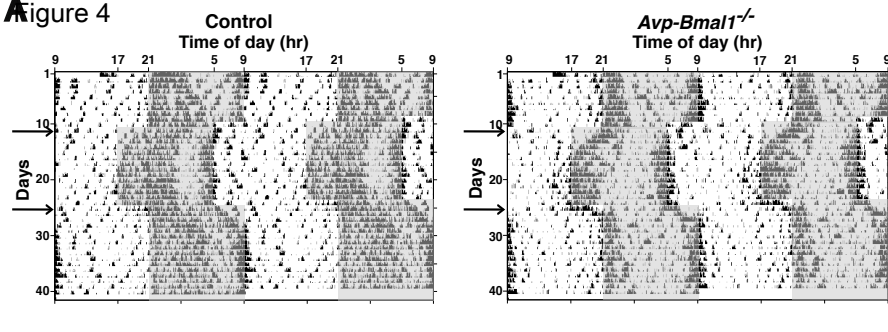 A
Figure 4
Control
Time of day (hr)
9 17 21 5 9 17 21 5 9
1
10
20
30
40
Days
Avp-Bmal1-/-
Time of day (hr)
9 17 21 5 9 17 21 5 9
1
10
20
30
40
Days